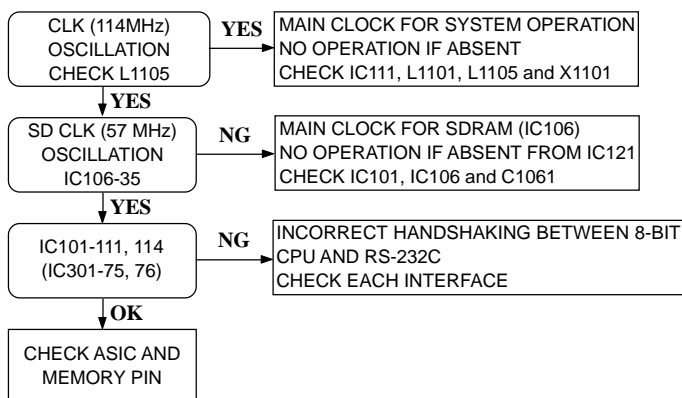 CLK (114MHz)
OSCILLATION
CHECK L1105
YES
MAIN CLOCK FOR SYSTEM OPERATION
NO OPERATION IF ABSENT
CHECK IC111, L1101, L1105 and X1101
YES
SD CLK (57 MHz)
OSCILLATION
IC106-35
NG
MAIN CLOCK FOR SDRAM (IC106)
NO OPERATION IF ABSENT FROM IC121
CHECK IC101, IC106 and C1061
YES
IC101-111, 114
(IC301-75, 76)
NG
INCORRECT HANDSHAKING BETWEEN 8-BIT
CPU AND RS-232C
CHECK EACH INTERFACE
OK
CHECK ASIC AND
MEMORY PIN